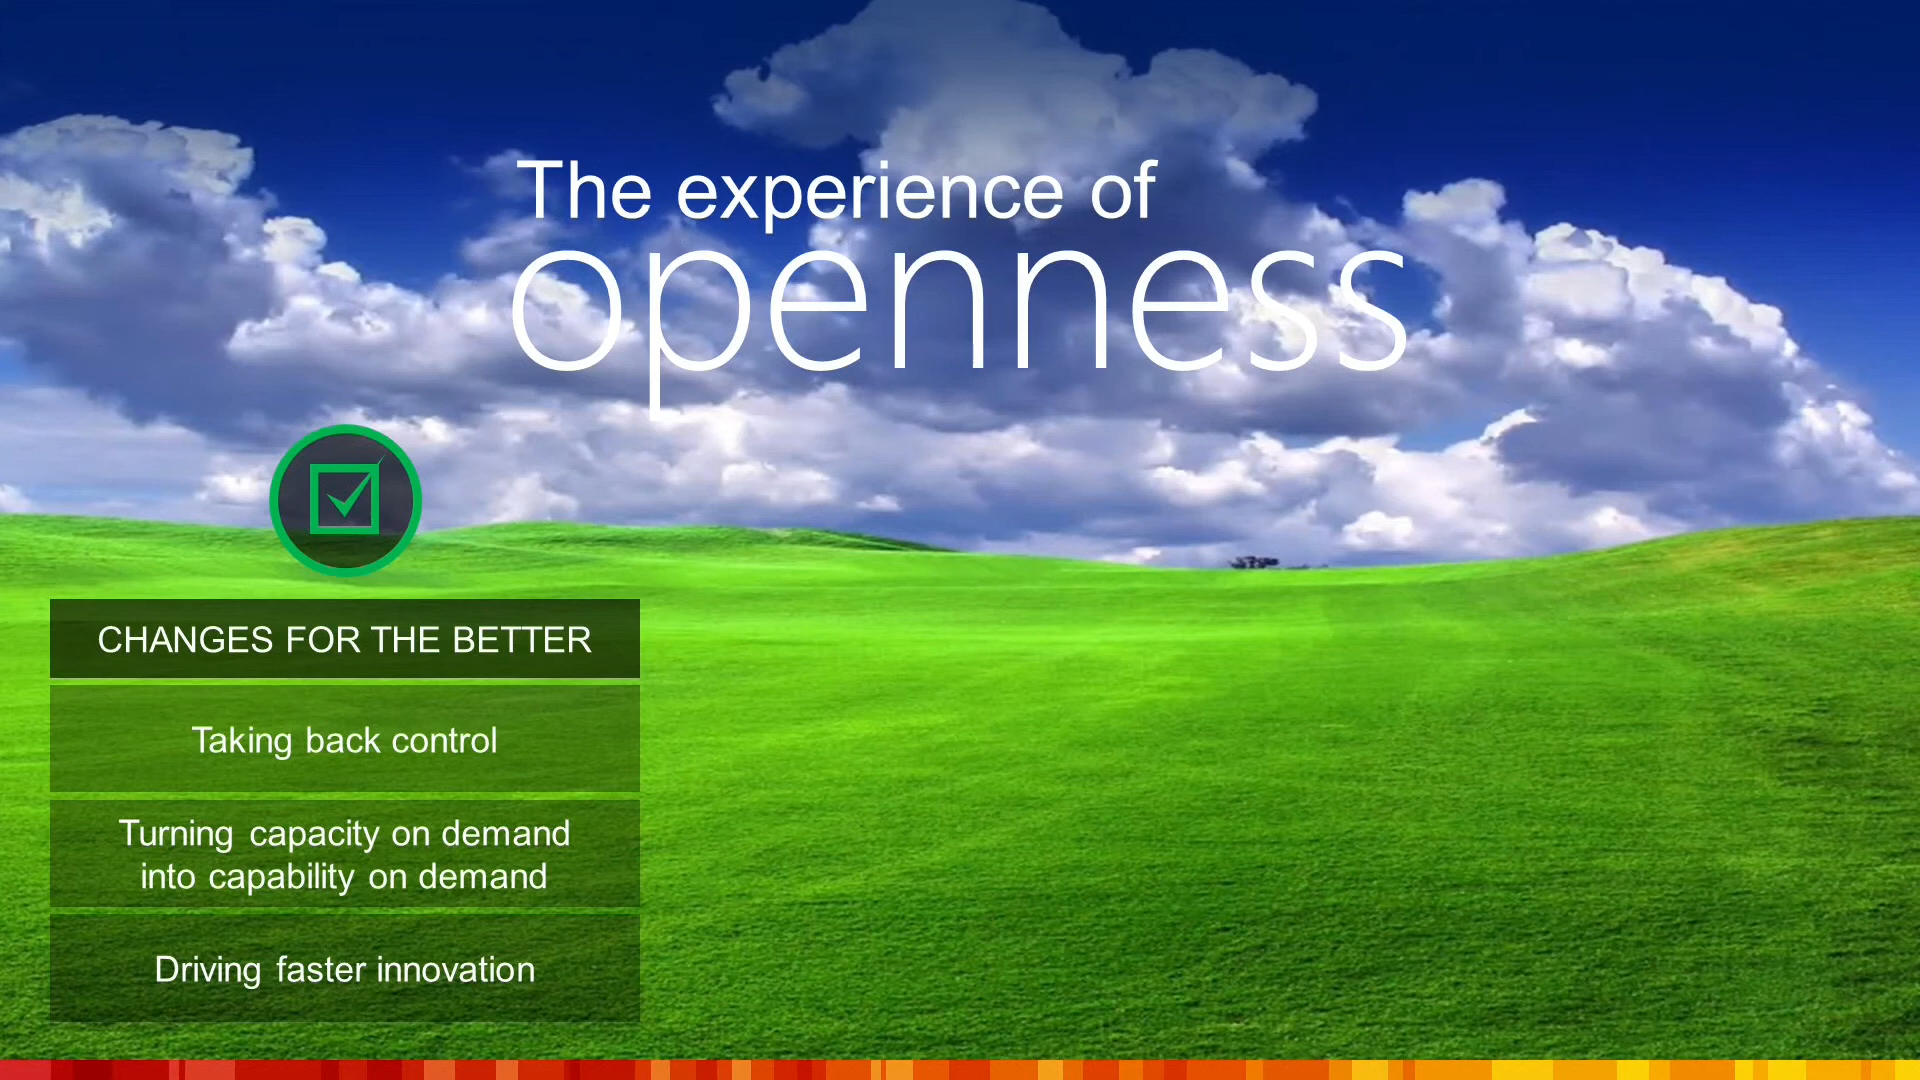 The experience of
openness
CHANGES FOR THE BETTER
Taking back control
Turning capacity on demand
into capability on demand
Driving faster innovation